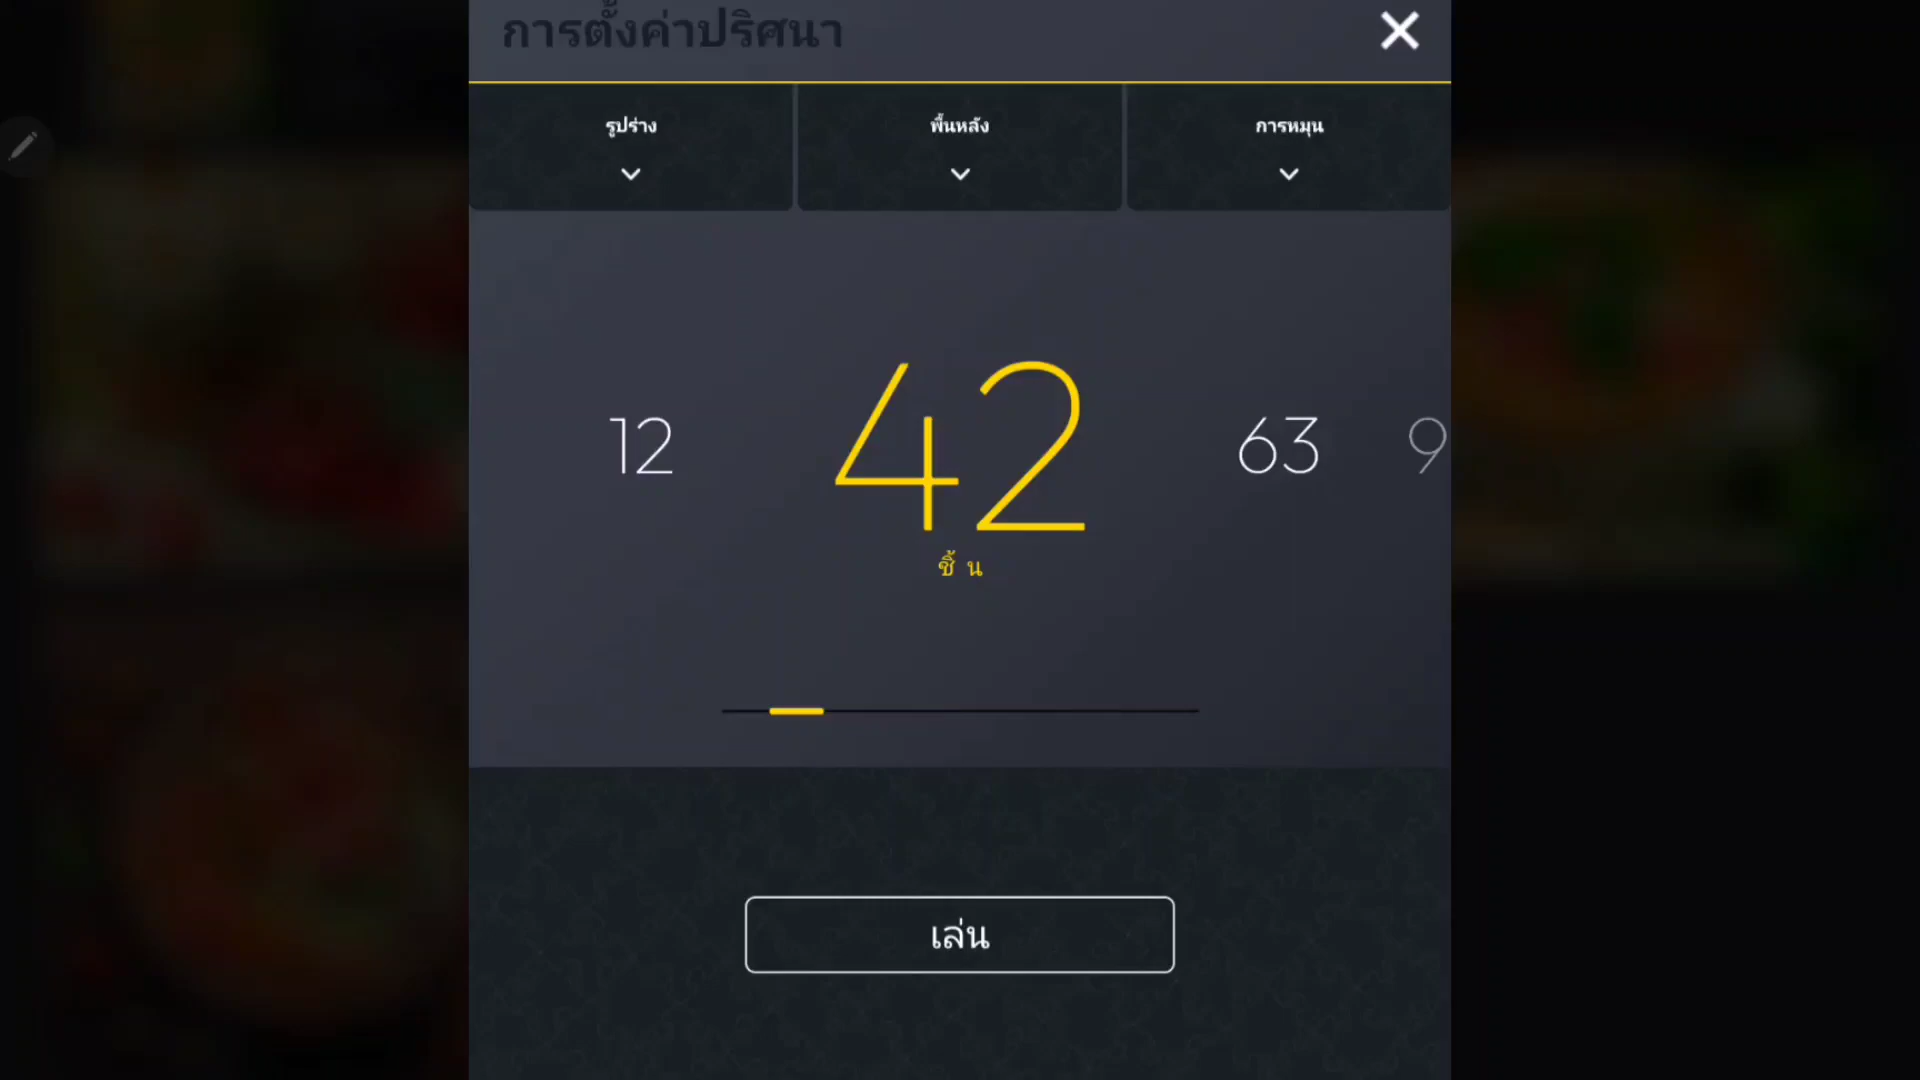 การตั้งค่าปริศนา
รูปร่าง
พื้นหลัง
การหมุน
12
42
63
9
ชิ้น
เล่น